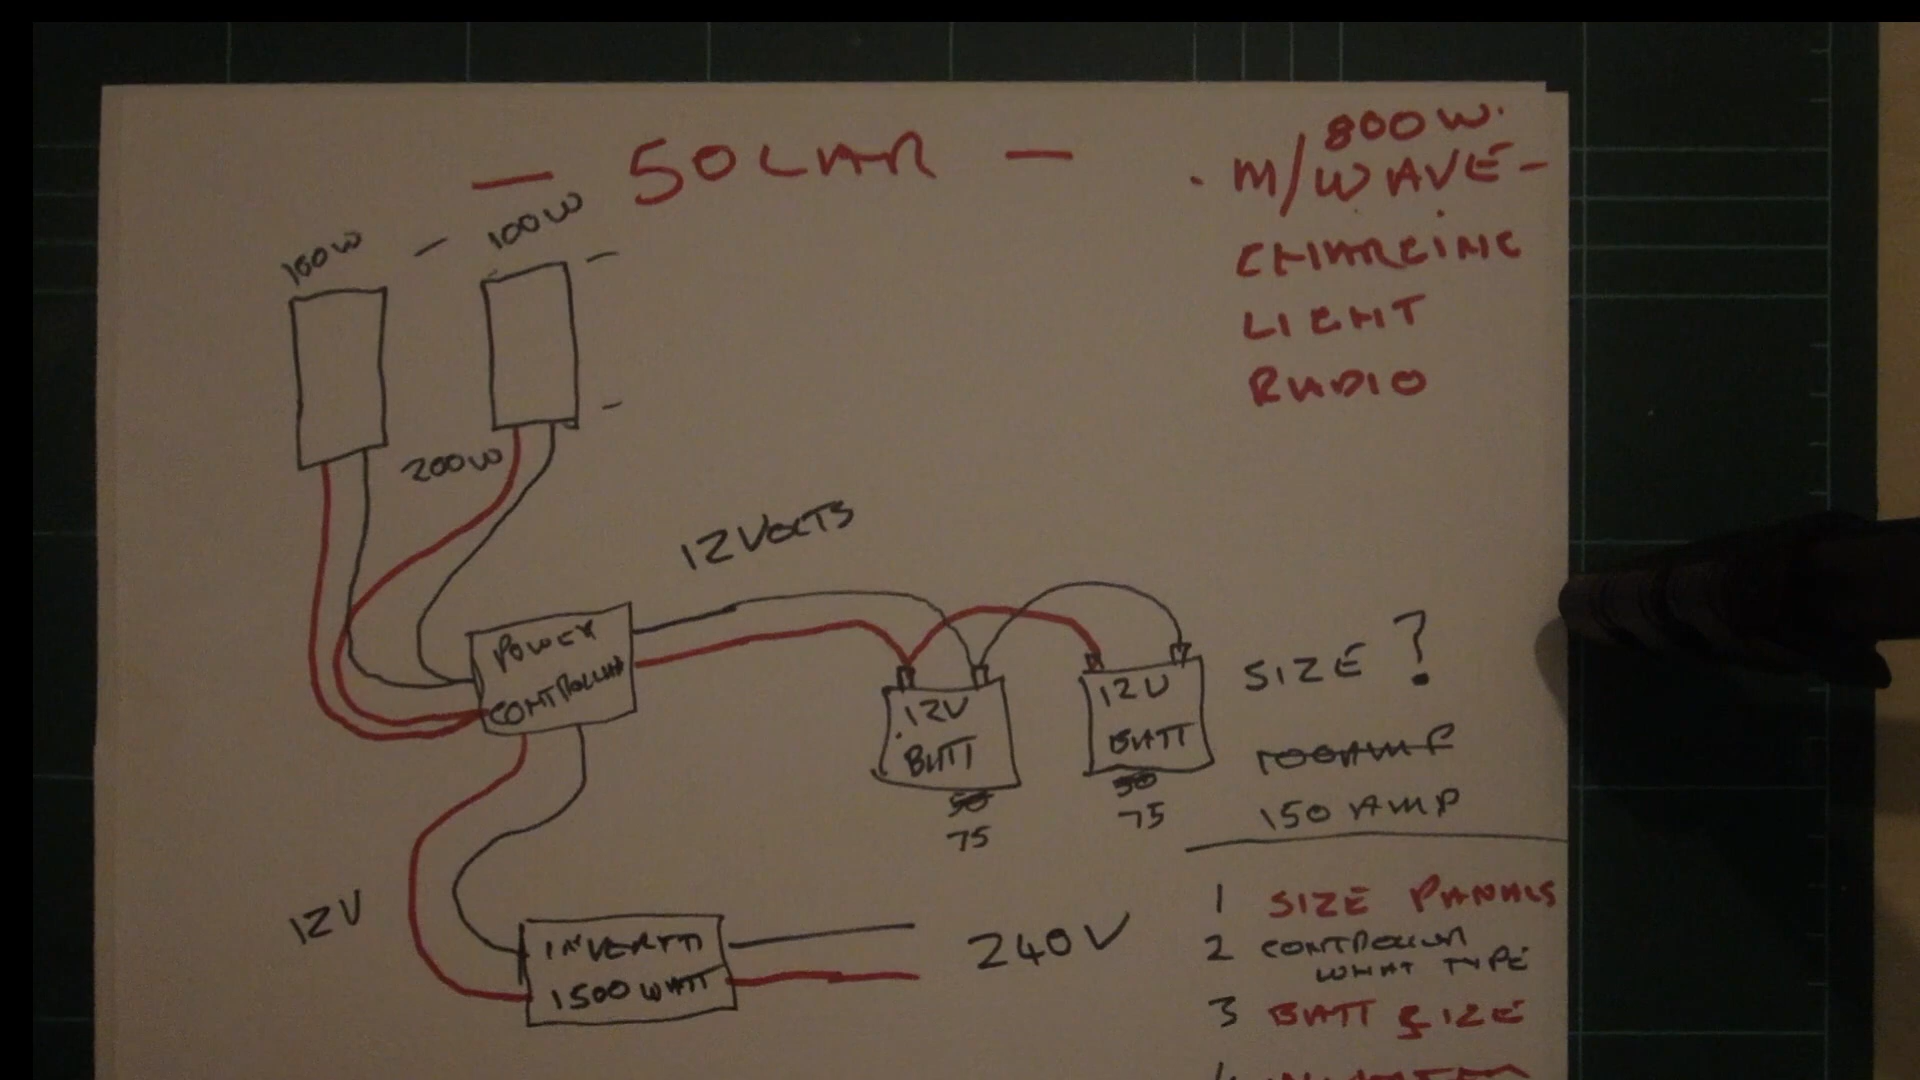 - SOLAR -
800W.
. M/WAVE -
CHARGING
LIGHT
RADIO
100W - 100W
200W
12VOLTS
POWER
CONTROLLER
12V
BATT
50
75
12V
BATT
50
75
SIZE ?
100AMP
150 AMP
12V
INVERTER
1500 WATT
240V
1 SIZE PANALS
2 CONTROLLER
WHAT TYPE
3 BATT SIZE